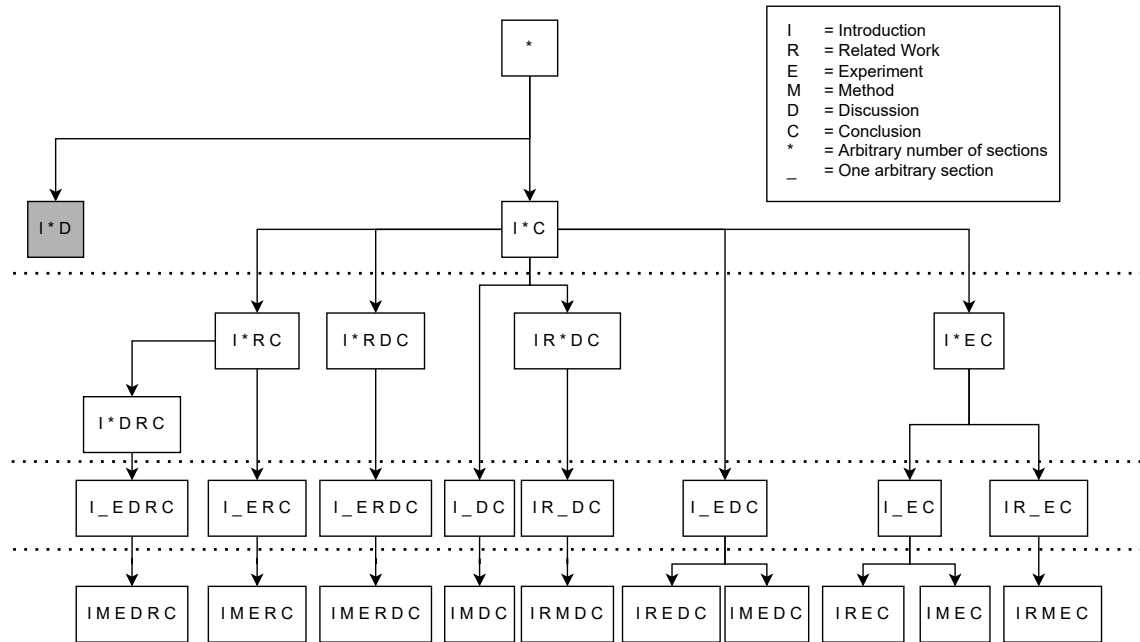 *
I = Introduction
R = Related Work
E = Experiment
M = Method
D = Discussion
C = Conclusion
* = Arbitrary number of sections
_ = One arbitrary section
I * D
I * C
I * R C
I * R D C
I R * D C
I * E C
I * D R C
I _ E D R C
I _ E R C
I _ E R D C
I _ D C
I R _ D C
I _ E D C
I _ E C
I R _ E C
I M E D R C
I M E R C
I M E R D C
I M D C
I R M D C
I R E D C
I M E D C
I R E C
I M E C
I R M E C